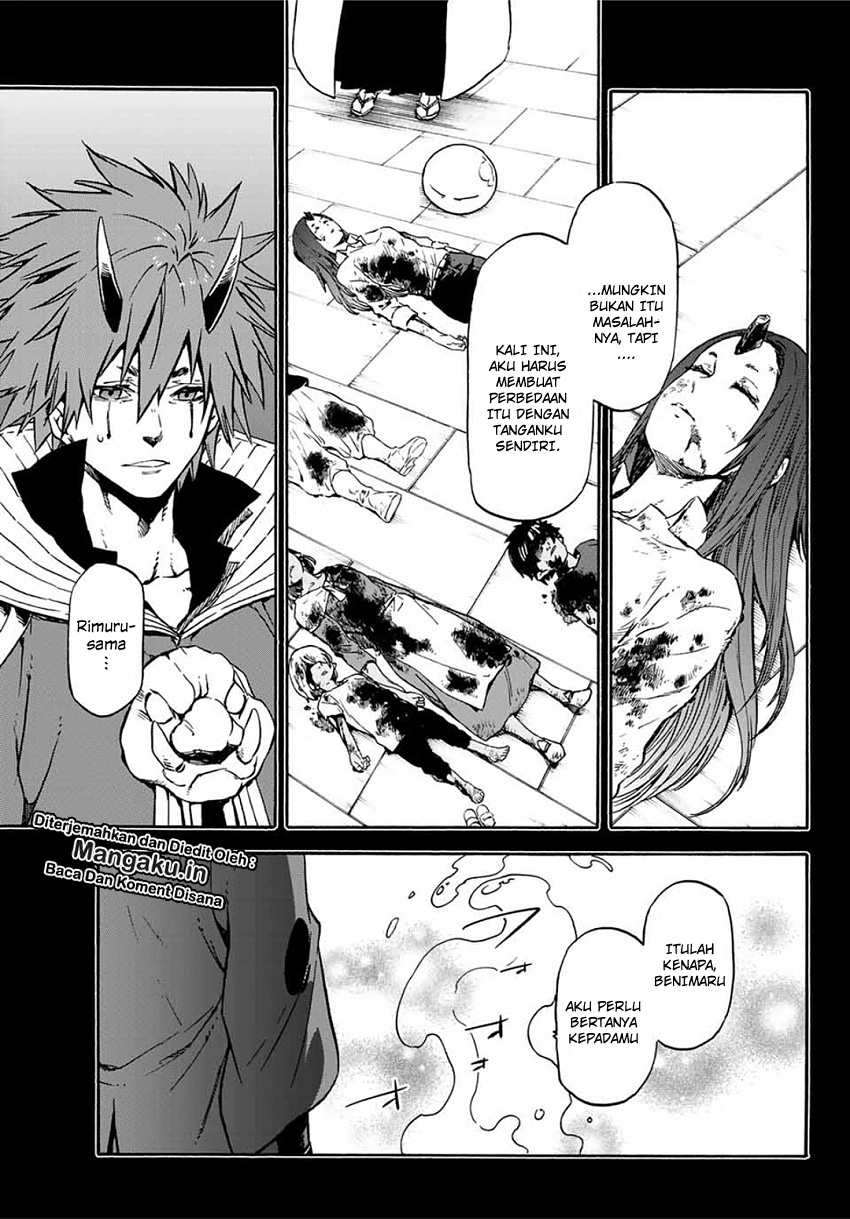 ...MUNGKIN
BUKAN ITU
MASALAH-
NYA, TAPI
....
KALI INI,
AKU HARUS
MEMBUAT
PERBEDAAN
ITU DENGAN
TANGANKU
SENDIRI.
Rimuru-
sama
...
Diterjemahkan dan Diedit Oleh :
Mangaku.in
Baca Dan Koment Disana
ITULAH
KENAPA,
BENIMARU
AKU PERLU
BERTANYA
KEPADAMU